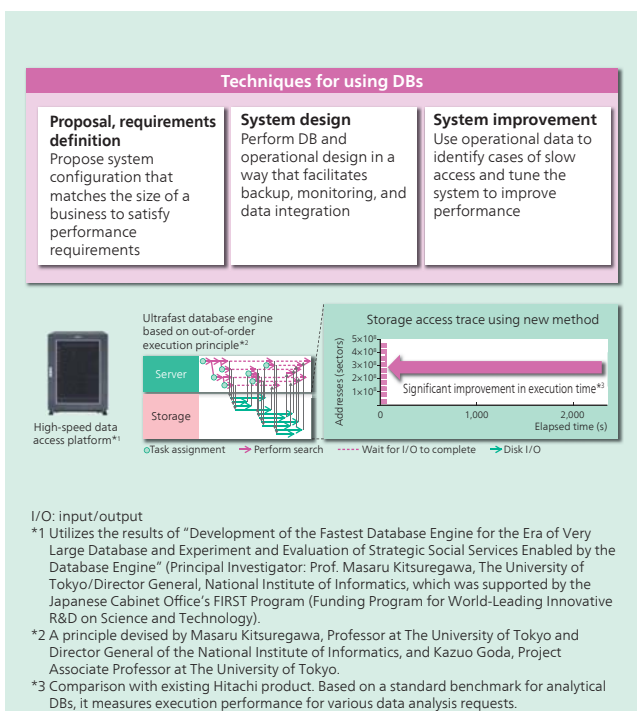 Techniques for using DBs
Proposal, requirements
definition
Propose system
configuration that
matches the size of a
business to satisfy
performance
requirements
System design
Perform DB and
operational design in a
way that facilitates
backup, monitoring, and
data integration
System improvement
Use operational data to
identify cases of slow
access and tune the
system to improve
performance
High-speed data
access platform*1
Ultrafast database engine
based on out-of-order
execution principle*2
Server
Storage
Storage access trace using new method
Addresses (sectors)
5×10⁸
4×10⁸
3×10⁸
2×10⁸
1×10⁸
0
1,000
2,000
Significant improvement in execution time*3
Elapsed time (s)
Task assignment
Perform search
Wait for I/O to complete
Disk I/O
I/O: input/output
*1 Utilizes the results of “Development of the Fastest Database Engine for the Era of Very
Large Database and Experiment and Evaluation of Strategic Social Services Enabled by the
Database Engine” (Principal Investigator: Prof. Masaru Kitsuregawa, The University of
Tokyo/Director General, National Institute of Informatics, which was supported by the
Japanese Cabinet Office’s FIRST Program (Funding Program for World-Leading Innovative
R&D on Science and Technology).
*2 A principle devised by Masaru Kitsuregawa, Professor at The University of Tokyo and
Director General of the National Institute of Informatics, and Kazuo Goda, Project
Associate Professor at The University of Tokyo.
*3 Comparison with existing Hitachi product. Based on a standard benchmark for analytical
DBs, it measures execution performance for various data analysis requests.